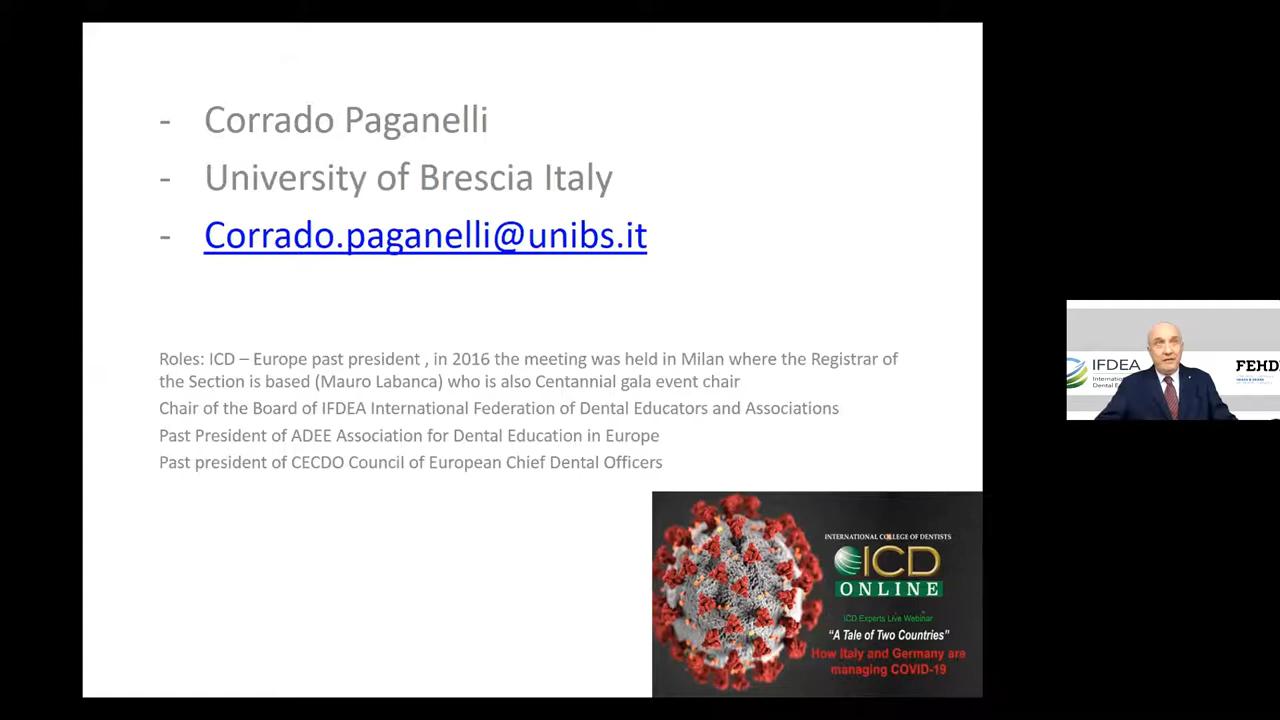 - Corrado Paganelli
- University of Brescia Italy
- Corrado.paganelli@unibs.it
Roles: ICD – Europe past president , in 2016 the meeting was held in Milan where the Registrar of
the Section is based (Mauro Labanca) who is also Centannial gala event chair
Chair of the Board of IFDEA International Federation of Dental Educators and Associations
Past President of ADEE Association for Dental Education in Europe
Past president of CECDO Council of European Chief Dental Officers
INTERNATIONAL COLLEGE OF DENTISTS
ICD
ONLINE
ICD Experts Live Webinar
“A Tale of Two Countries”
How Italy and Germany are
managing COVID-19
IFDEA
FEHD